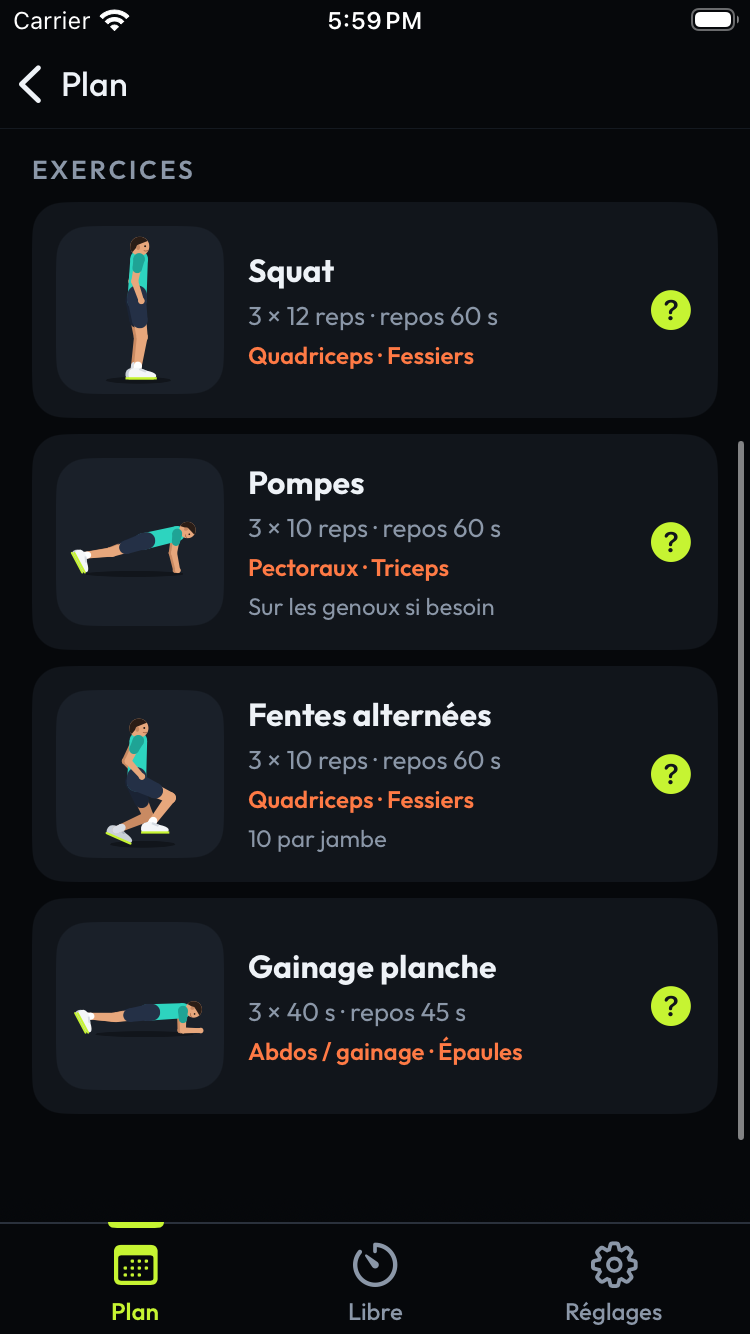 Carrier 5:59 PM
Plan
EXERCICES
Squat
3 × 12 reps · repos 60 s
Quadriceps · Fessiers
?
Pompes
3 × 10 reps · repos 60 s
Pectoraux · Triceps
Sur les genoux si besoin
?
Fentes alternées
3 × 10 reps · repos 60 s
Quadriceps · Fessiers
10 par jambe
?
Gainage planche
3 × 40 s · repos 45 s
Abdos / gainage · Épaules
?
Plan Libre Réglages